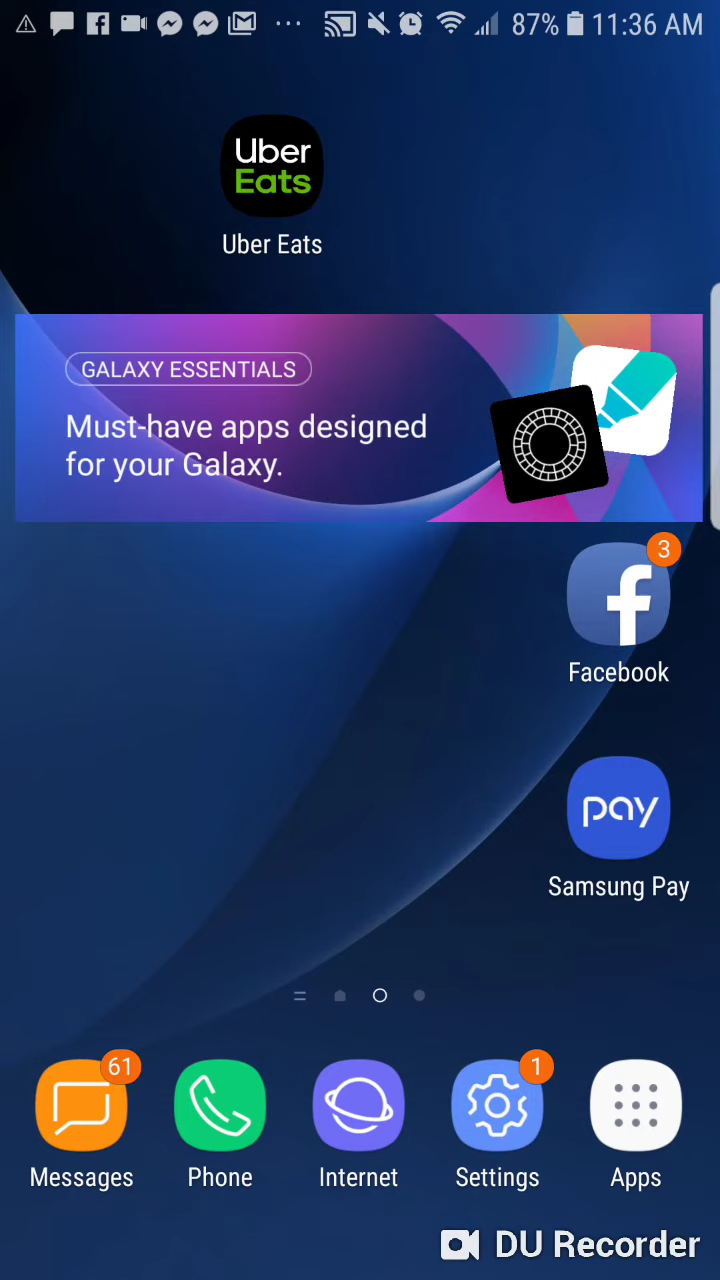 87% 11:36 AM
Uber
Eats
Uber Eats
GALAXY ESSENTIALS
Must-have apps designed
for your Galaxy.
3
f
Facebook
pay
Samsung Pay
61
1
Messages Phone Internet Settings Apps
DU Recorder